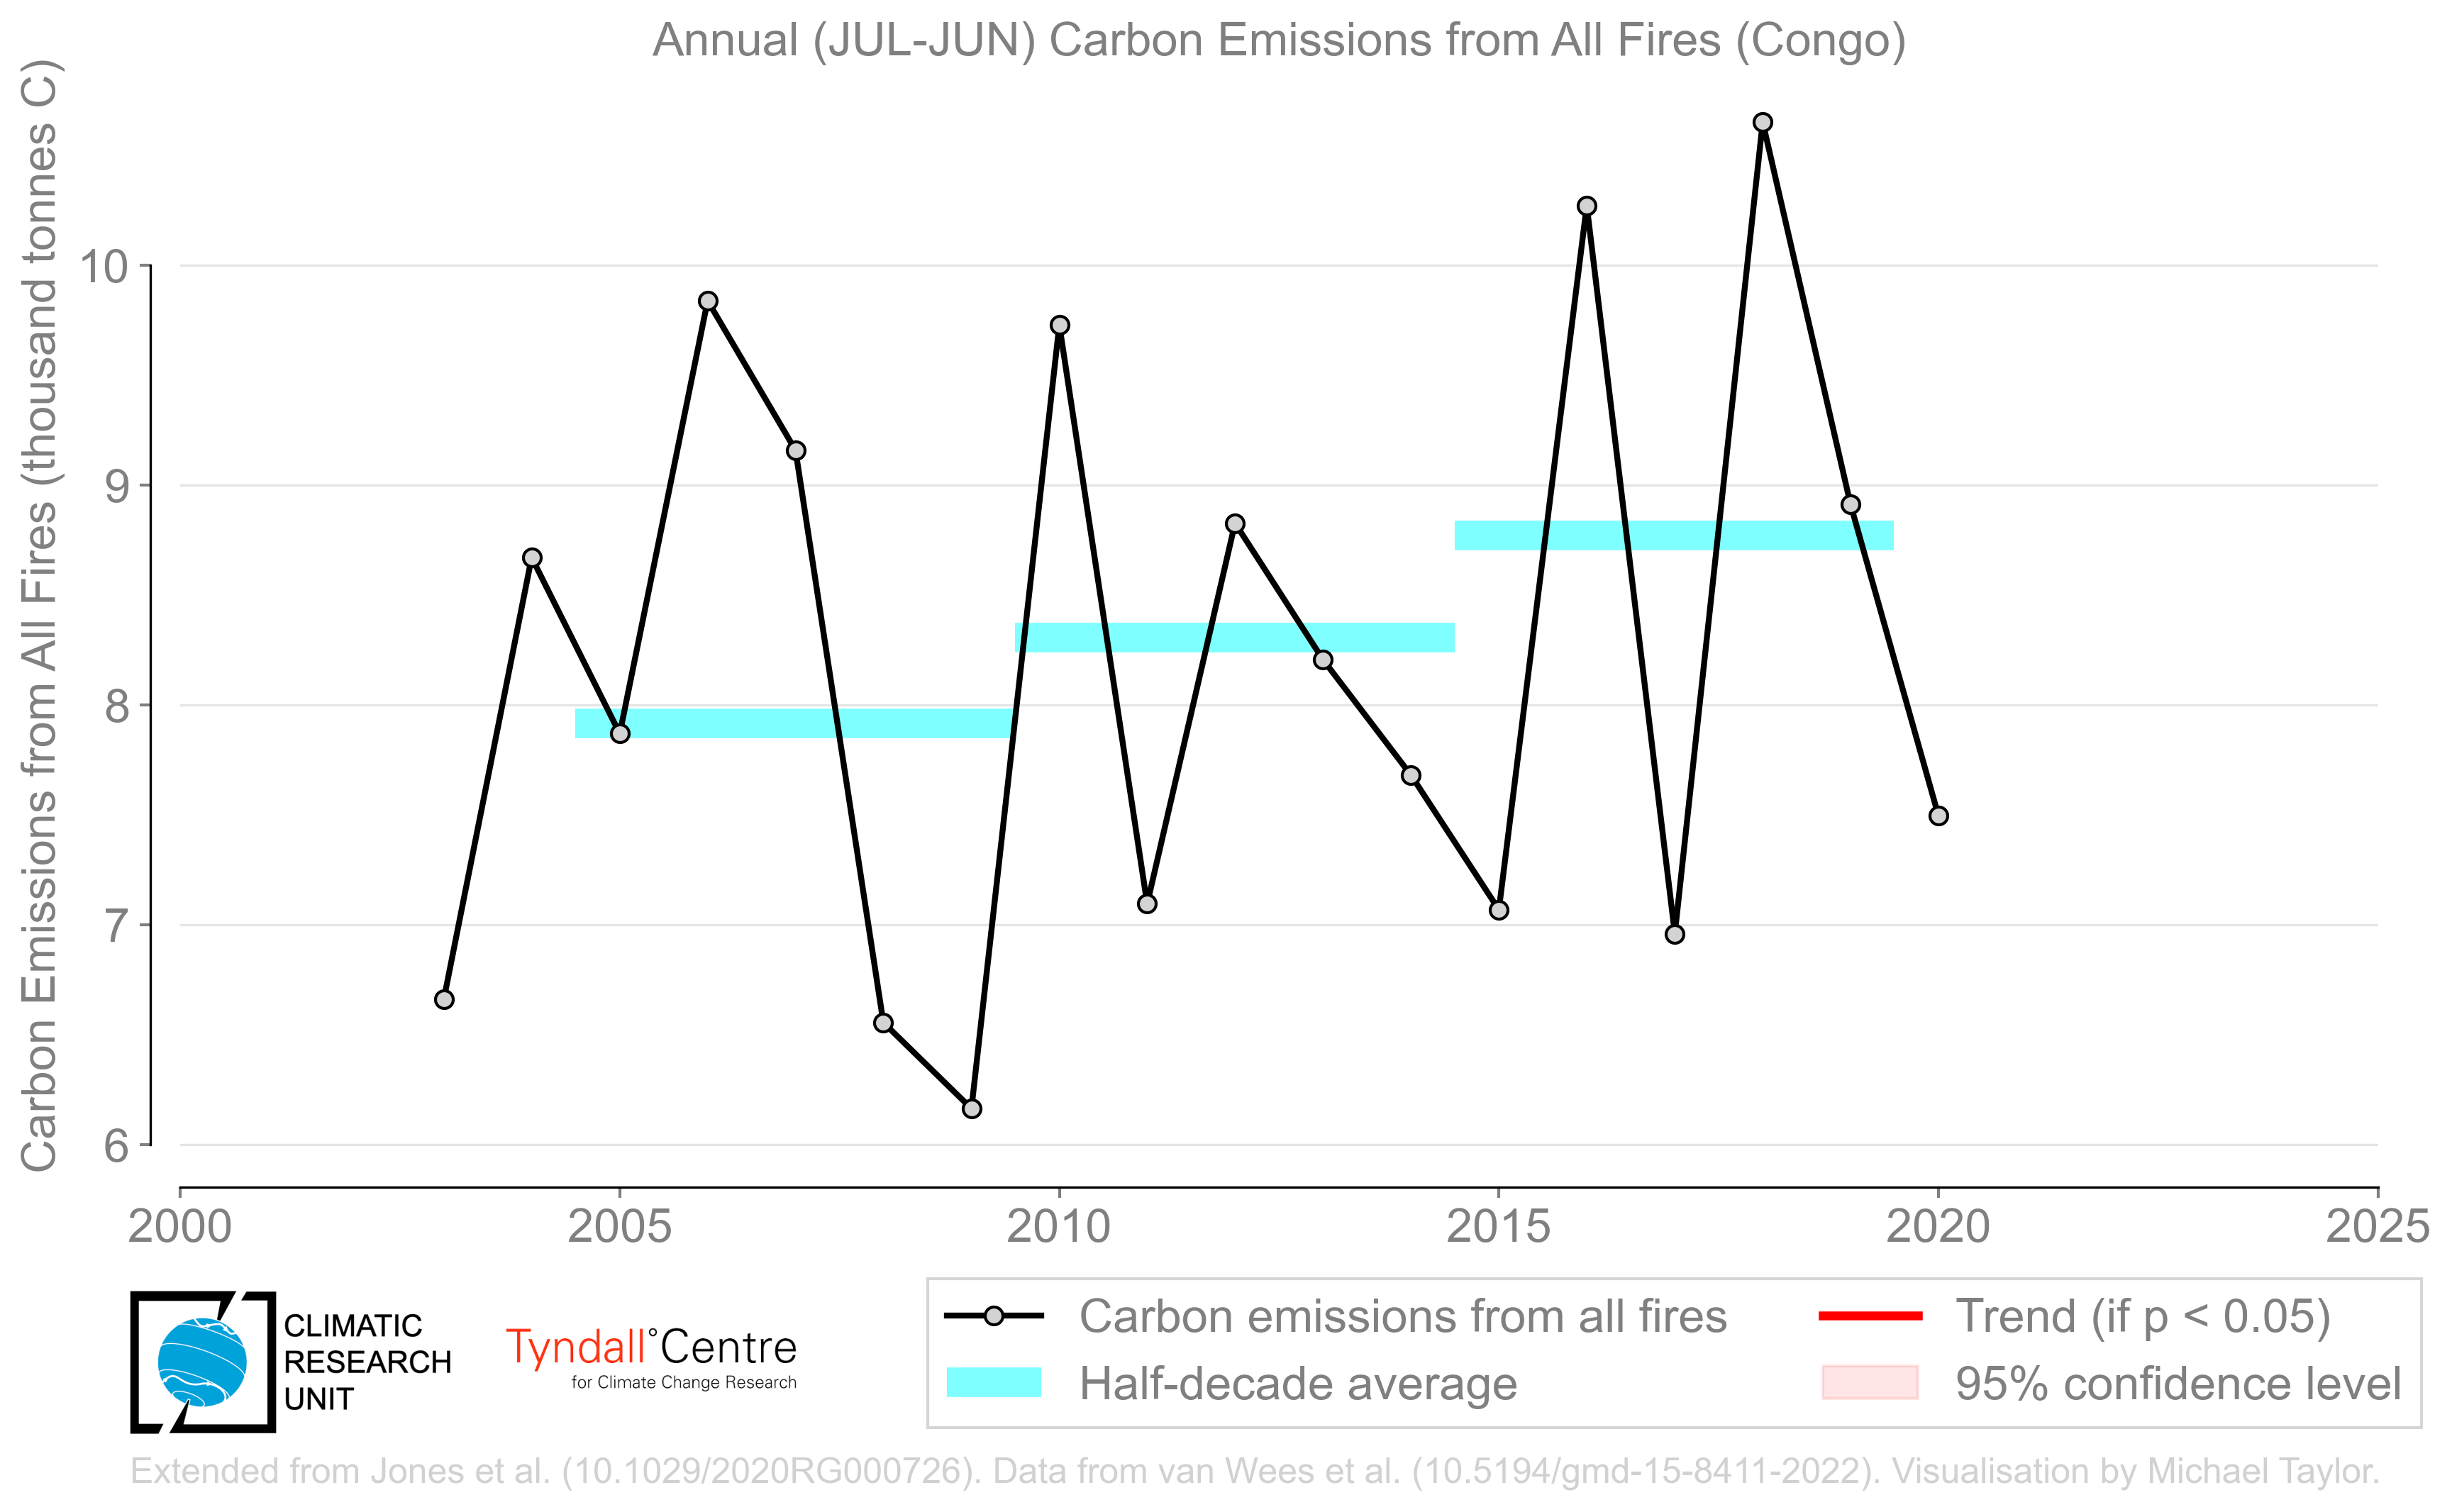 Annual (JUL-JUN) Carbon Emissions from All Fires (Congo)
Carbon Emissions from All Fires (thousand tonnes C)
10
9
8
7
6
2000 2005 2010 2015 2020 2025
CLIMATIC
RESEARCH
UNIT
Tyndall°Centre
for Climate Change Research
Carbon emissions from all fires
Half-decade average
Trend (if p < 0.05)
95% confidence level
Extended from Jones et al. (10.1029/2020RG000726). Data from van Wees et al. (10.5194/gmd-15-8411-2022). Visualisation by Michael Taylor.